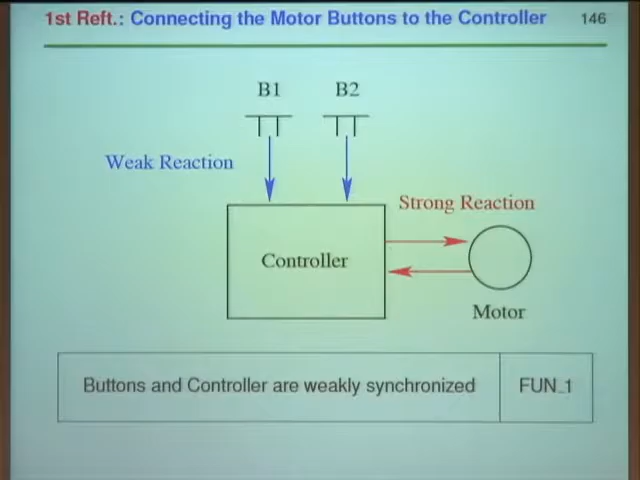 1st Reft.: Connecting the Motor Buttons to the Controller 146
B1 B2
Weak Reaction
Strong Reaction
Controller
Motor
Buttons and Controller are weakly synchronized FUN_1